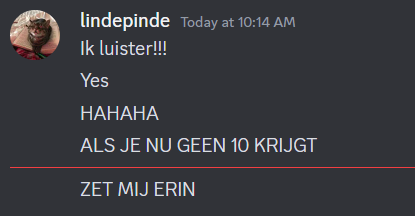 lindepinde Today at 10:14 AM
Ik luister!!!
Yes
HAHAHA
ALS JE NU GEEN 10 KRIJGT
ZET MIJ ERIN